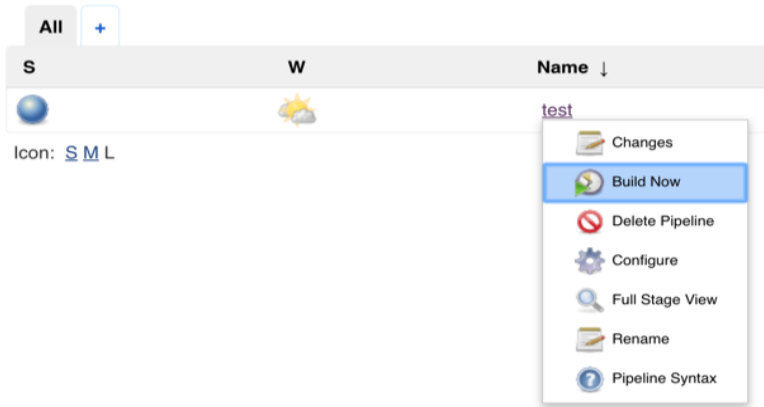 All +
S W Name ↓
test
Changes
Icon: S M L
Build Now
Delete Pipeline
Configure
Full Stage View
Rename
Pipeline Syntax